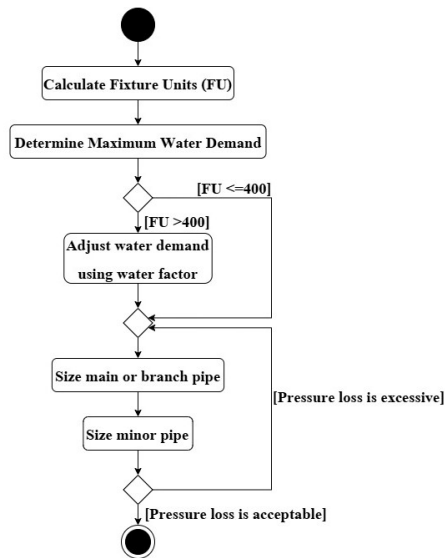 Calculate Fixture Units (FU)
Determine Maximum Water Demand
[FU <=400]
[FU >400]
Adjust water demand
using water factor
Size main or branch pipe
[Pressure loss is excessive]
Size minor pipe
[Pressure loss is acceptable]